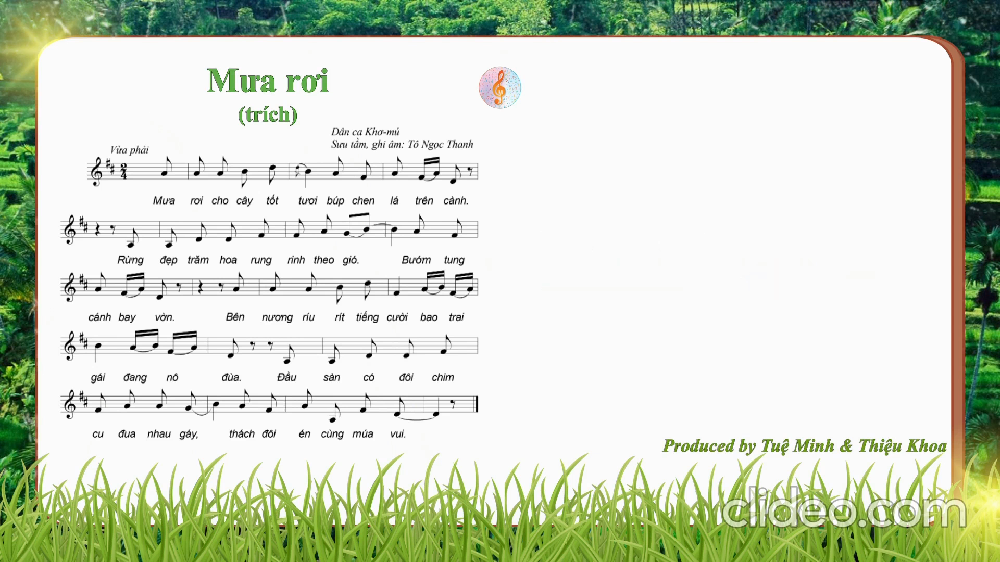 Mưa rơi
(trích)
Dân ca Khơ-mú
Sưu tầm, ghi âm: Tô Ngọc Thanh
Vừa phải
2
4
Mưa rơi cho cây tốt tươi búp chen lá trên cành.
Rừng đẹp trăm hoa rung rinh theo gió. Bướm tung
cánh bay vờn. Bên nương ríu rít tiếng cười bao trai
gái đang nô đùa. Đầu sàn có đôi chim
cu đua nhau gáy, thách đôi én cùng múa vui.
Produced by Tuệ Minh & Thiệu Khoa
clideo.com